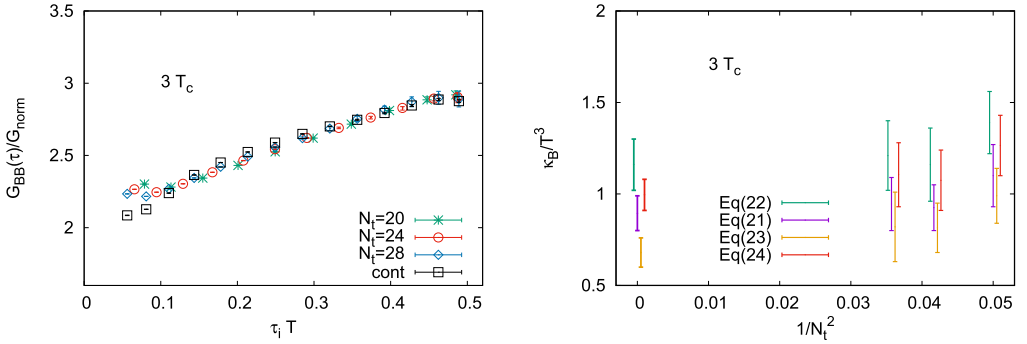 3.5
3
2.5
2
0
0.1
0.2
0.3
0.4
0.5
G_BB(τ)/G_norm
τ_i T
3 T_c
N_t=20
N_t=24
N_t=28
cont
2
1.5
1
0.5
0
0.01
0.02
0.03
0.04
0.05
κ_B/T^3
1/N_t^2
3 T_c
Eq(22)
Eq(21)
Eq(23)
Eq(24)